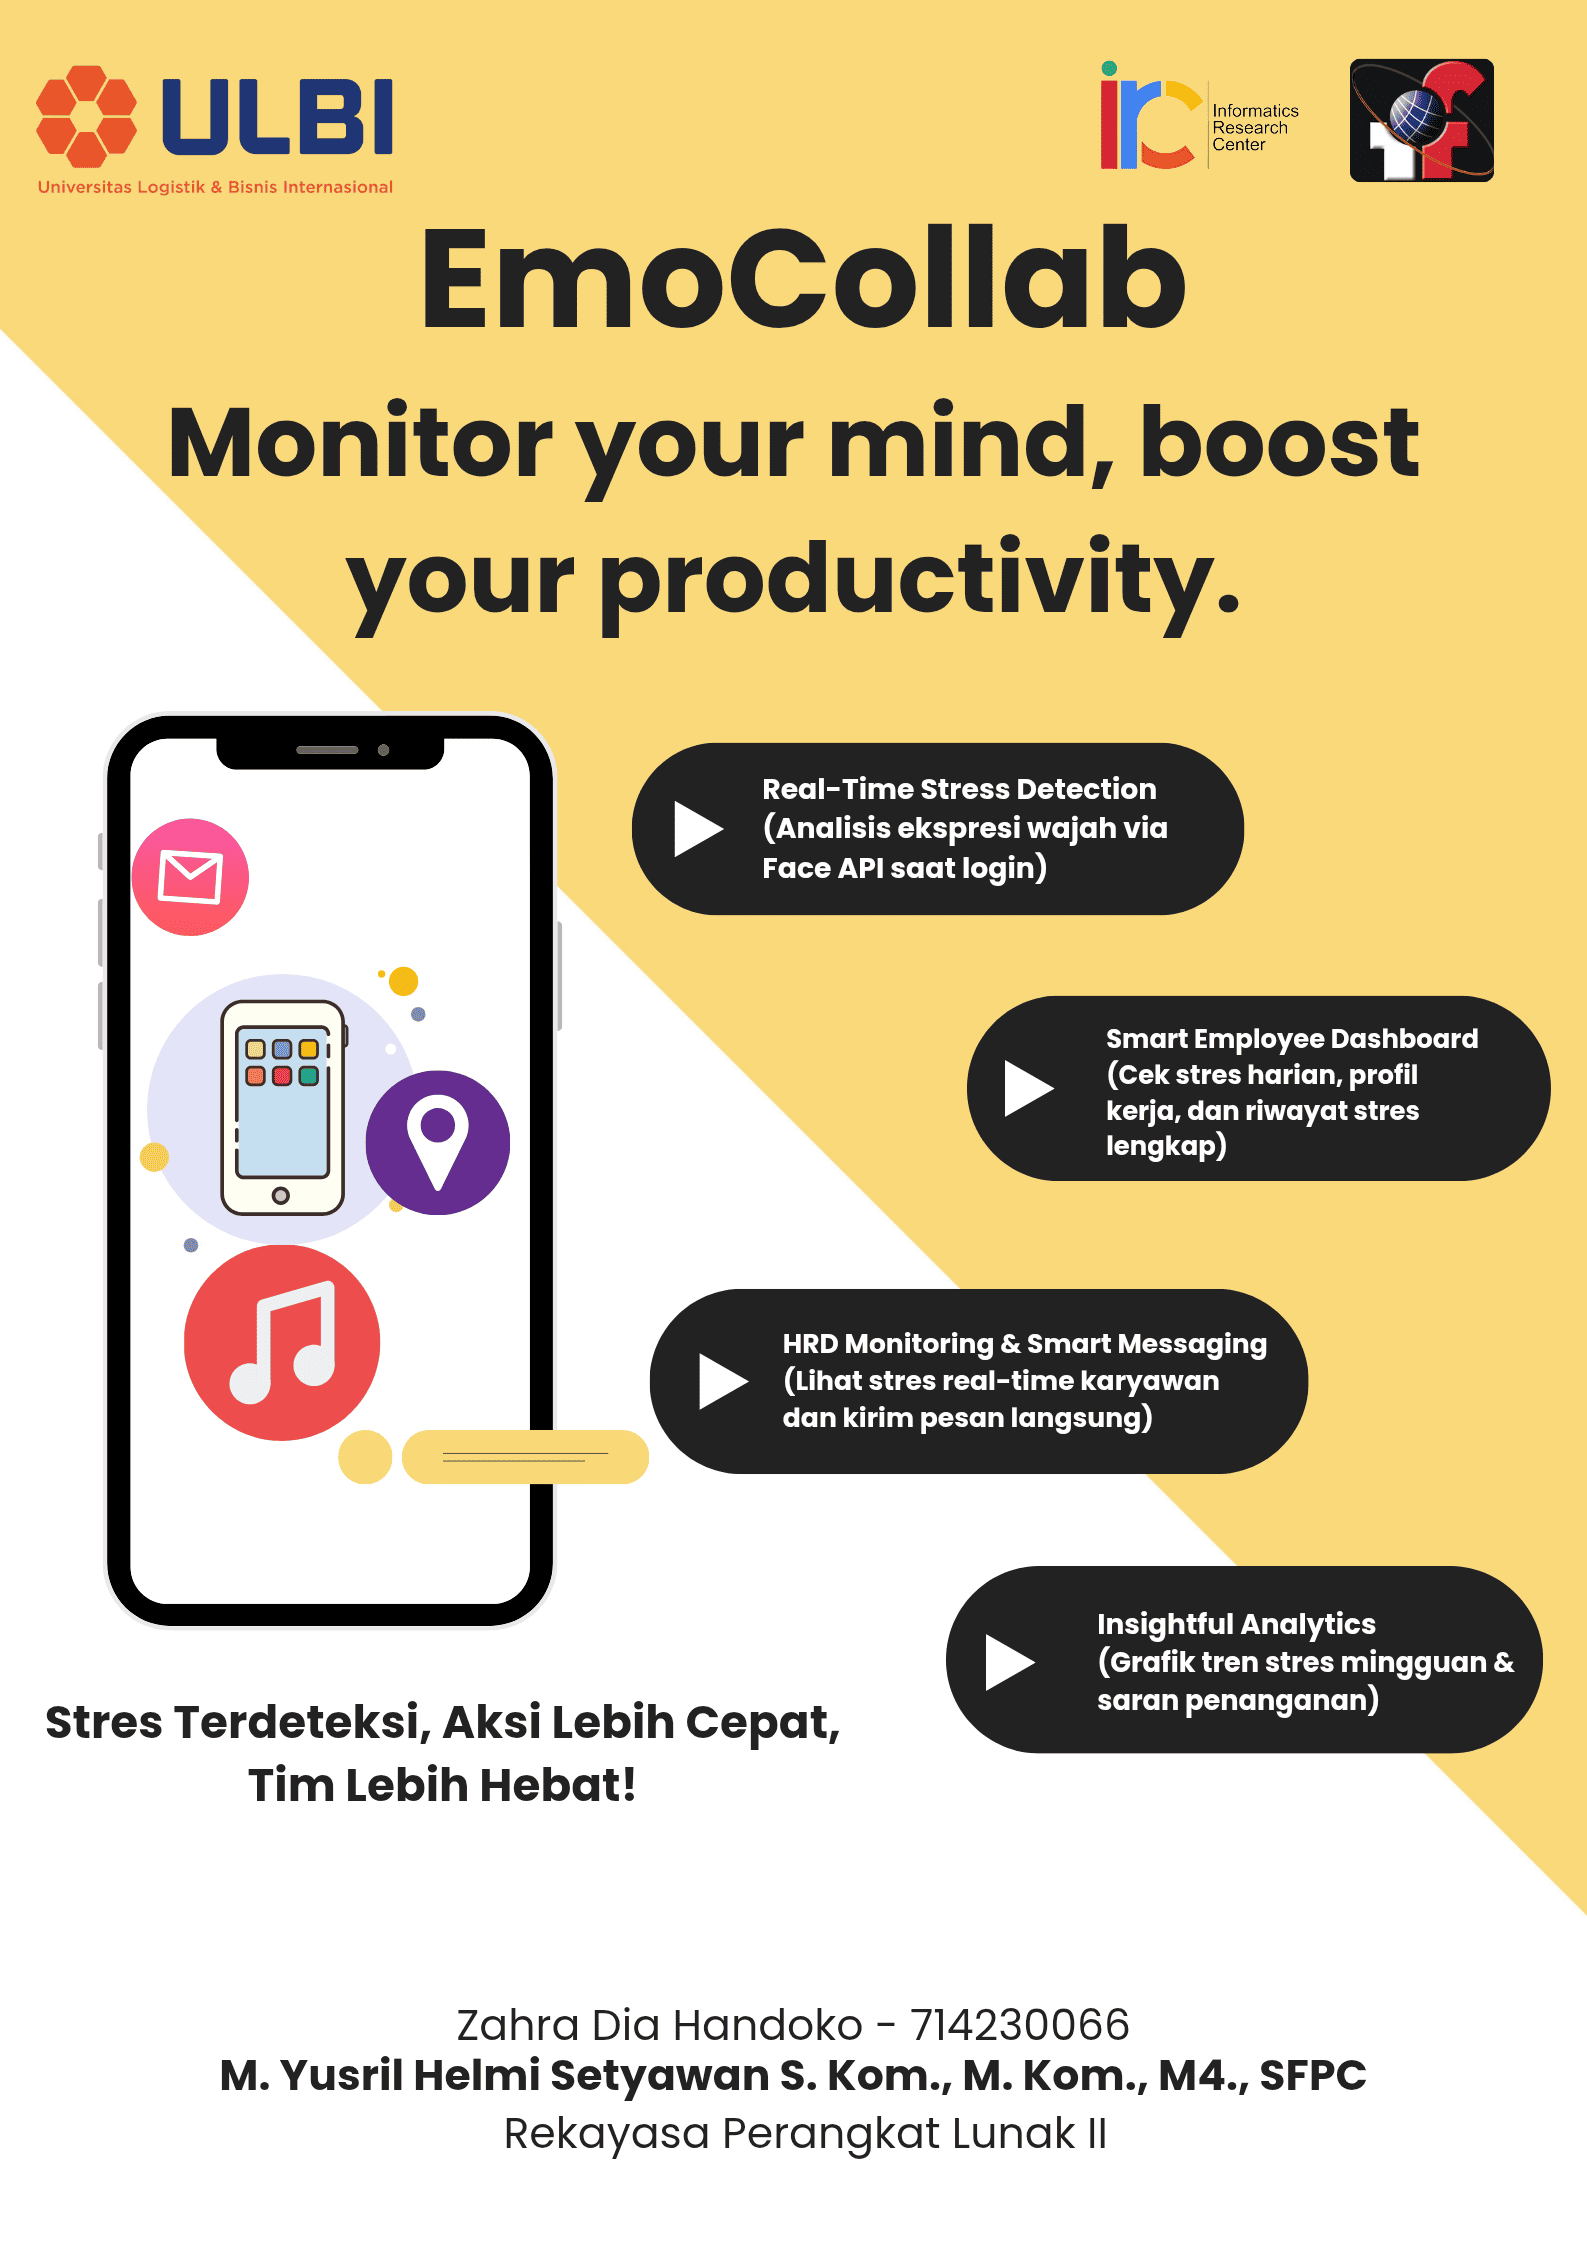 ULBI
Universitas Logistik & Bisnis Internasional
irc
Informatics
Research
Center
EmoCollab
Monitor your mind, boost
your productivity.
Real-Time Stress Detection
(Analisis ekspresi wajah via
Face API saat login)
Smart Employee Dashboard
(Cek stres harian, profil
kerja, dan riwayat stres
lengkap)
HRD Monitoring & Smart Messaging
(Lihat stres real-time karyawan
dan kirim pesan langsung)
Insightful Analytics
(Grafik tren stres mingguan &
saran penanganan)
Stres Terdeteksi, Aksi Lebih Cepat,
Tim Lebih Hebat!
Zahra Dia Handoko - 714230066
M. Yusril Helmi Setyawan S. Kom., M. Kom., M4., SFPC
Rekayasa Perangkat Lunak II